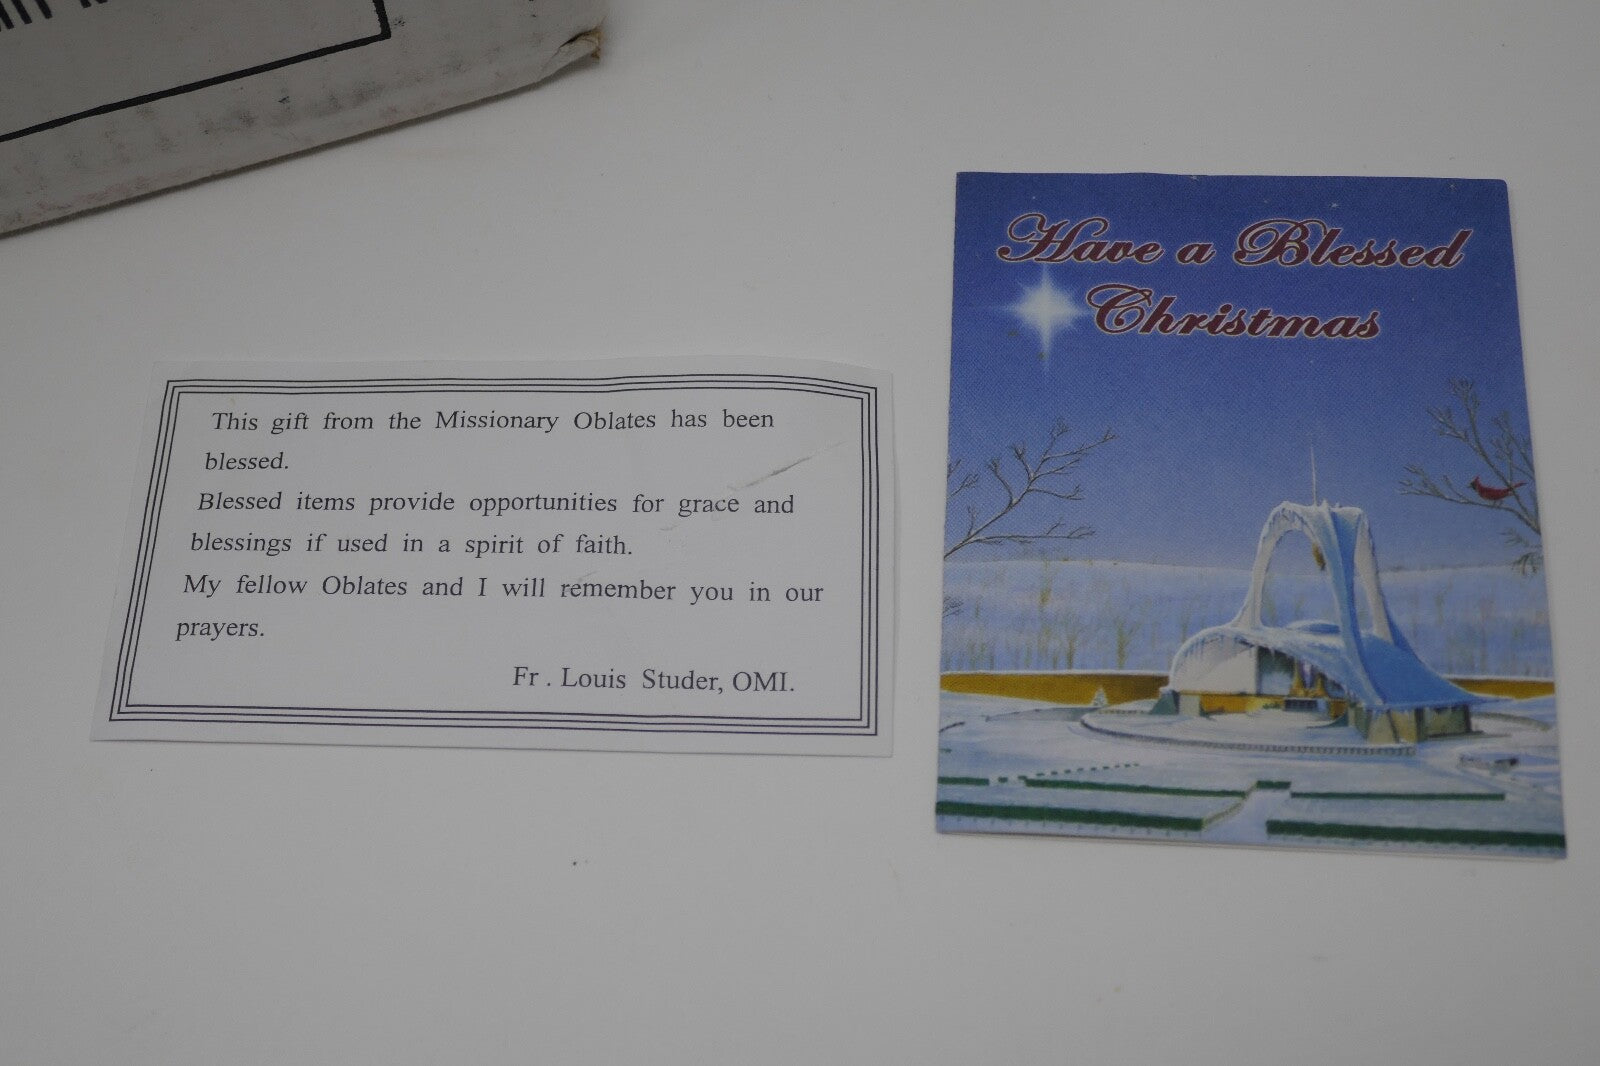 This gift from the Missionary Oblates has been
blessed.
Blessed items provide opportunities for grace and
blessings if used in a spirit of faith.
My fellow Oblates and I will remember you in our
prayers.
Fr . Louis Studer, OMI.
Have a Blessed
Christmas